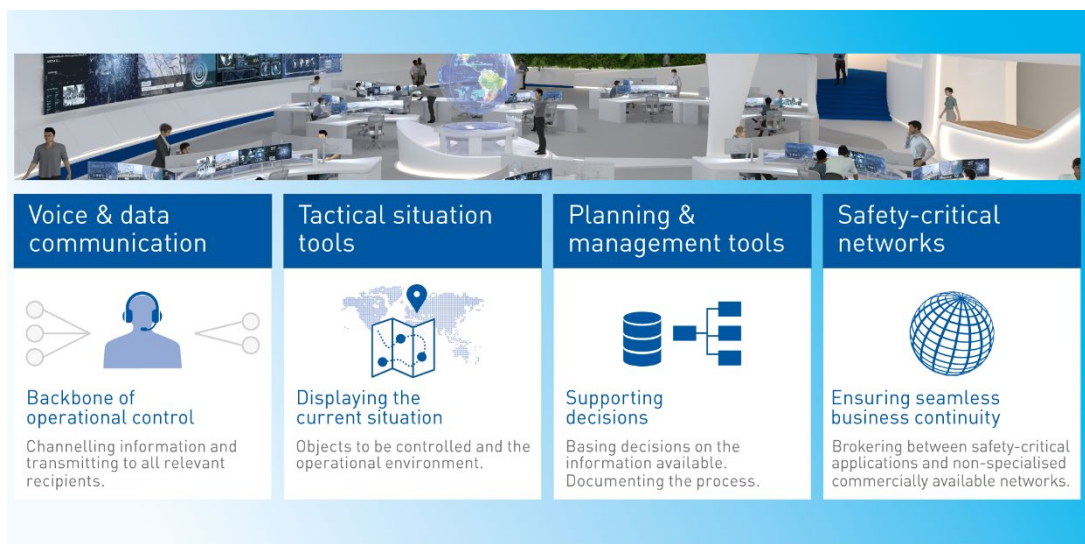 Voice & data
communication
Backbone of
operational control
Channelling information and
transmitting to all relevant
recipients.
Tactical situation
tools
Displaying the
current situation
Objects to be controlled and the
operational environment.
Planning &
management tools
Supporting
decisions
Basing decisions on the
information available.
Documenting the process.
Safety-critical
networks
Ensuring seamless
business continuity
Brokering between safety-critical
applications and non-specialised
commercially available networks.